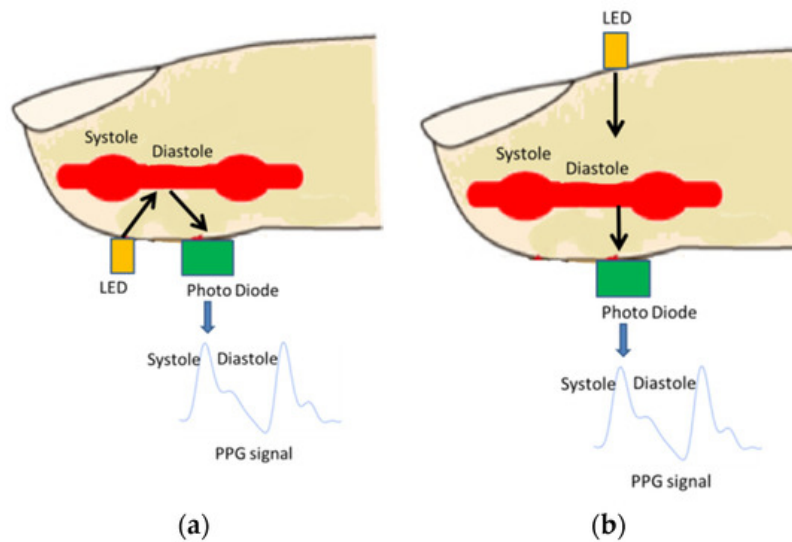 Systole
Diastole
LED
Photo Diode
Systole
Diastole
PPG signal
(a)
LED
Systole
Diastole
Photo Diode
Systole
Diastole
PPG signal
(b)